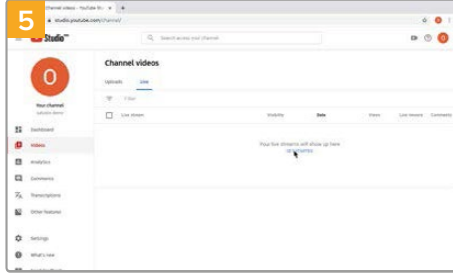 5
Channel videos - YouTube St
studio.youtube.com/channel/
Studio
Search across your channel
O
O
Channel videos
Uploads Live
Filter
Live stream Visibility Date Views Live viewers Comments
Your live streams will show up here
Your channel
Dashboard
Videos
Analytics
Comments
Transcriptions
Other features
Settings
What's new